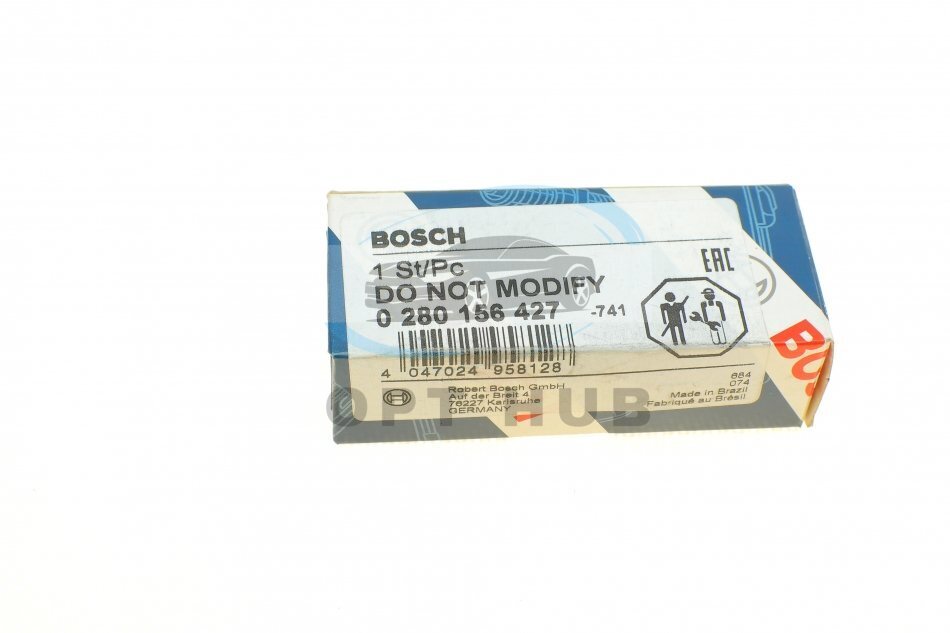 BOSCH
1 St/Pc
DO NOT MODIFY
0 280 156 427 -741
EAC
4 047024 958128
Robert Bosch GmbH
Auf der Breit 4
76227 Karlsruhe
GERMANY
684
074
Made in Brazil
Fabriqué au Brésil
BO
OPT HUB